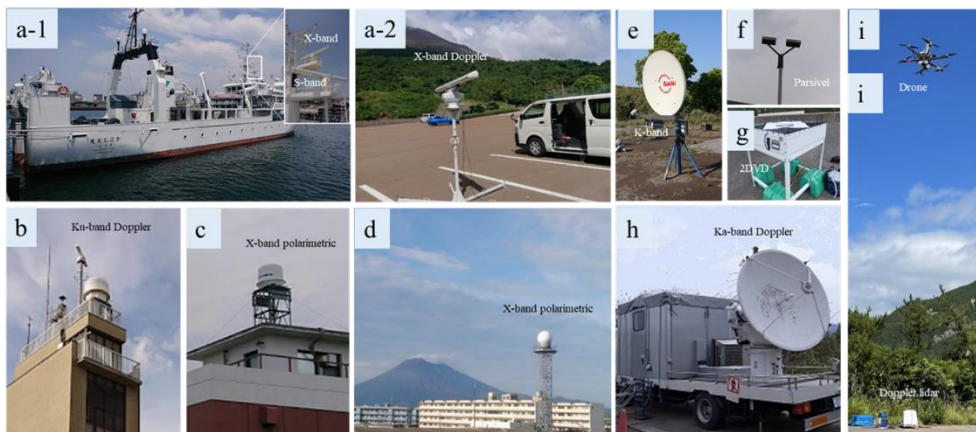 a-1
X-band
S-band
a-2
X-band Doppler
e
K-band
f
Parsivel
g
2DVD
i
Drone
i
Doppler lidar
b
Ku-band Doppler
c
X-band polarimetric
d
X-band polarimetric
h
Ka-band Doppler